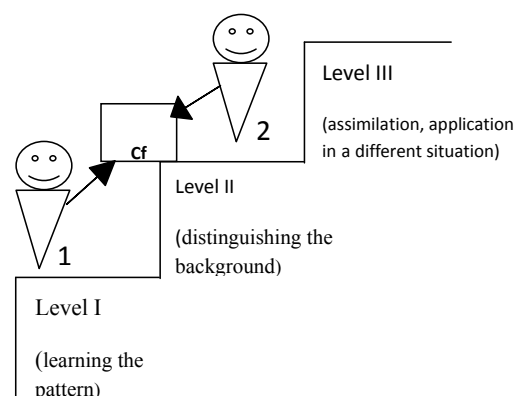 Level III
2
(assimilation, application
in a different situation)
Cf
Level II
1
(distinguishing the
background)
Level I
(learning the
pattern)